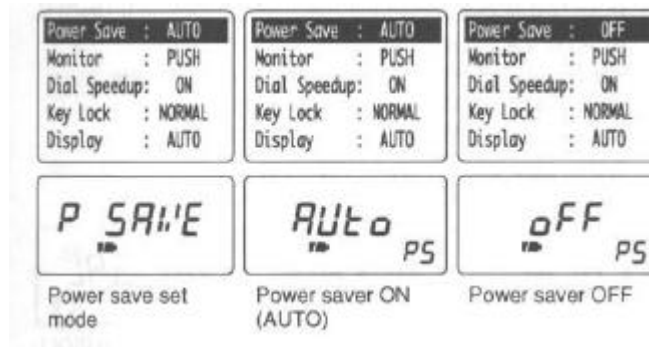 Power Save : AUTO
Monitor : PUSH
Dial Speedup: ON
Key Lock : NORMAL
Display : AUTO
Power Save : AUTO
Monitor : PUSH
Dial Speedup: ON
Key Lock : NORMAL
Display : AUTO
Power Save : OFF
Monitor : PUSH
Dial Speedup: ON
Key Lock : NORMAL
Display : AUTO
P SAVE
AUto
PS
oFF
PS
Power save set
mode
Power saver ON
(AUTO)
Power saver OFF